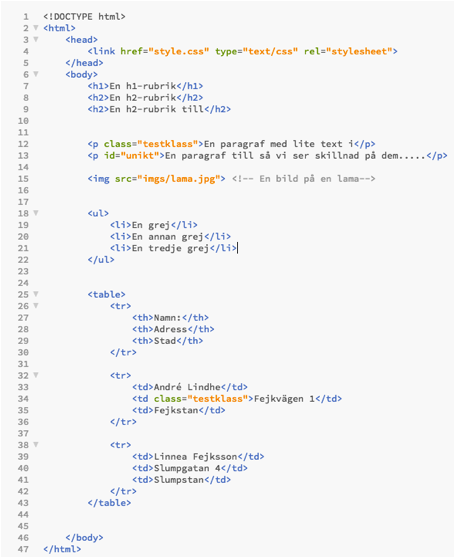 1 <!DOCTYPE html>
2 <html>
3 <head>
4 <link href="style.css" type="text/css" rel="stylesheet">
5 </head>
6 <body>
7 <h1>En h1-rubrik</h1>
8 <h2>En h2-rubrik</h2>
9 <h2>En h2-rubrik till</h2>
10
11
12 <p class="testklass">En paragraf med lite text i</p>
13 <p id="unikt">En paragraf till så vi ser skillnad på dem.....</p>
14
15 <img src="imgs/lama.jpg"> <!-- En bild på en lama-->
16
17
18 <ul>
19 <li>En grej</li>
20 <li>En annan grej</li>
21 <li>En tredje grej</li>
22 </ul>
23
24
25 <table>
26 <tr>
27 <th>Namn:</th>
28 <th>Adress</th>
29 <th>Stad</th>
30 </tr>
31
32 <tr>
33 <td>André Lindhe</td>
34 <td class="testklass">Fejkvägen 1</td>
35 <td>Fejkstan</td>
36 </tr>
37
38 <tr>
39 <td>Linnea Fejksson</td>
40 <td>Slumpgatan 4</td>
41 <td>Slumpstan</td>
42 </tr>
43 </table>
44
45
46 </body>
47 </html>